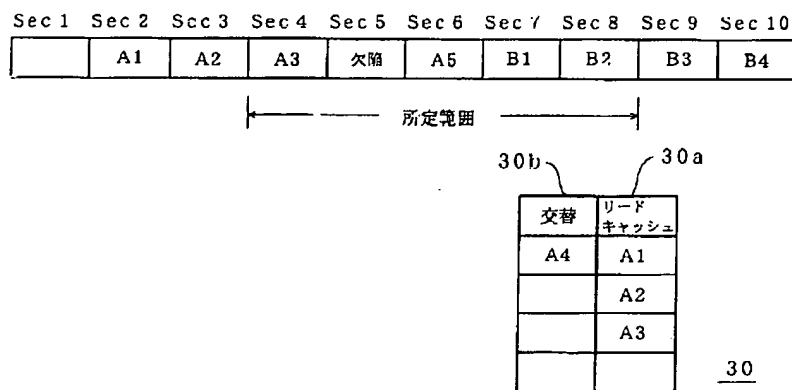 Sec 1 Sec 2 Sec 3 Sec 4 Sec 5 Sec 6 Sec 7 Sec 8 Sec 9 Sec 10
A1 A2 A3 欠陥 A5 B1 B2 B3 B4
所定範囲
30b 30a
交替 リード
キャッシュ
A4 A1
A2
A3
30